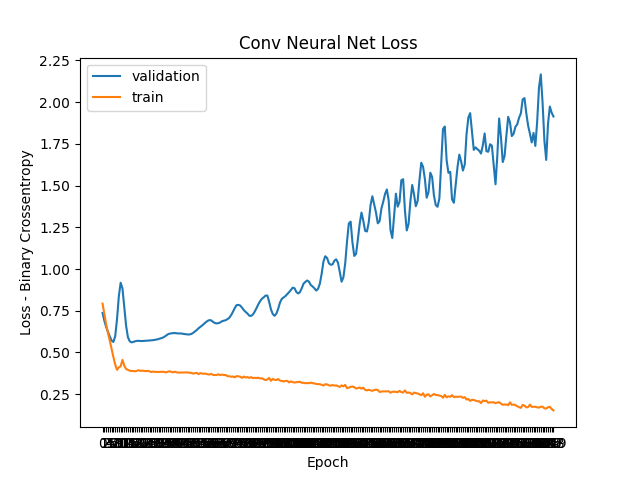 Conv Neural Net Loss
validation
train
2.25
2.00
1.75
1.50
1.25
1.00
0.75
0.50
0.25
Loss - Binary Crossentropy
Epoch